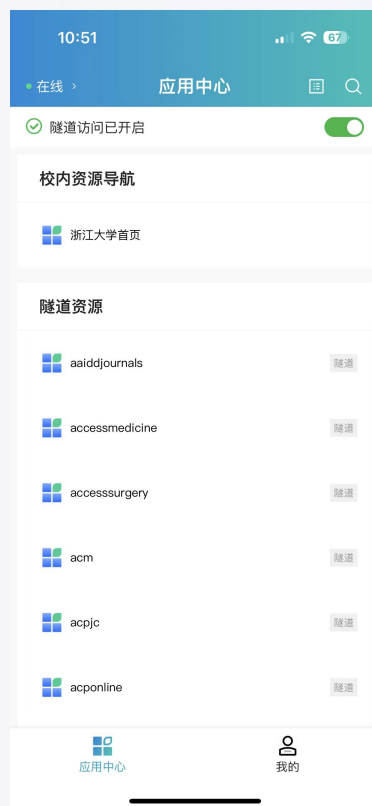 10:51
67
在线
应用中心
隧道访问已开启
校内资源导航
浙江大学首页
隧道资源
aaiddjournals 隧道
accessmedicine 隧道
accesssurgery 隧道
acm 隧道
acpjc 隧道
acponline 隧道
应用中心 我的